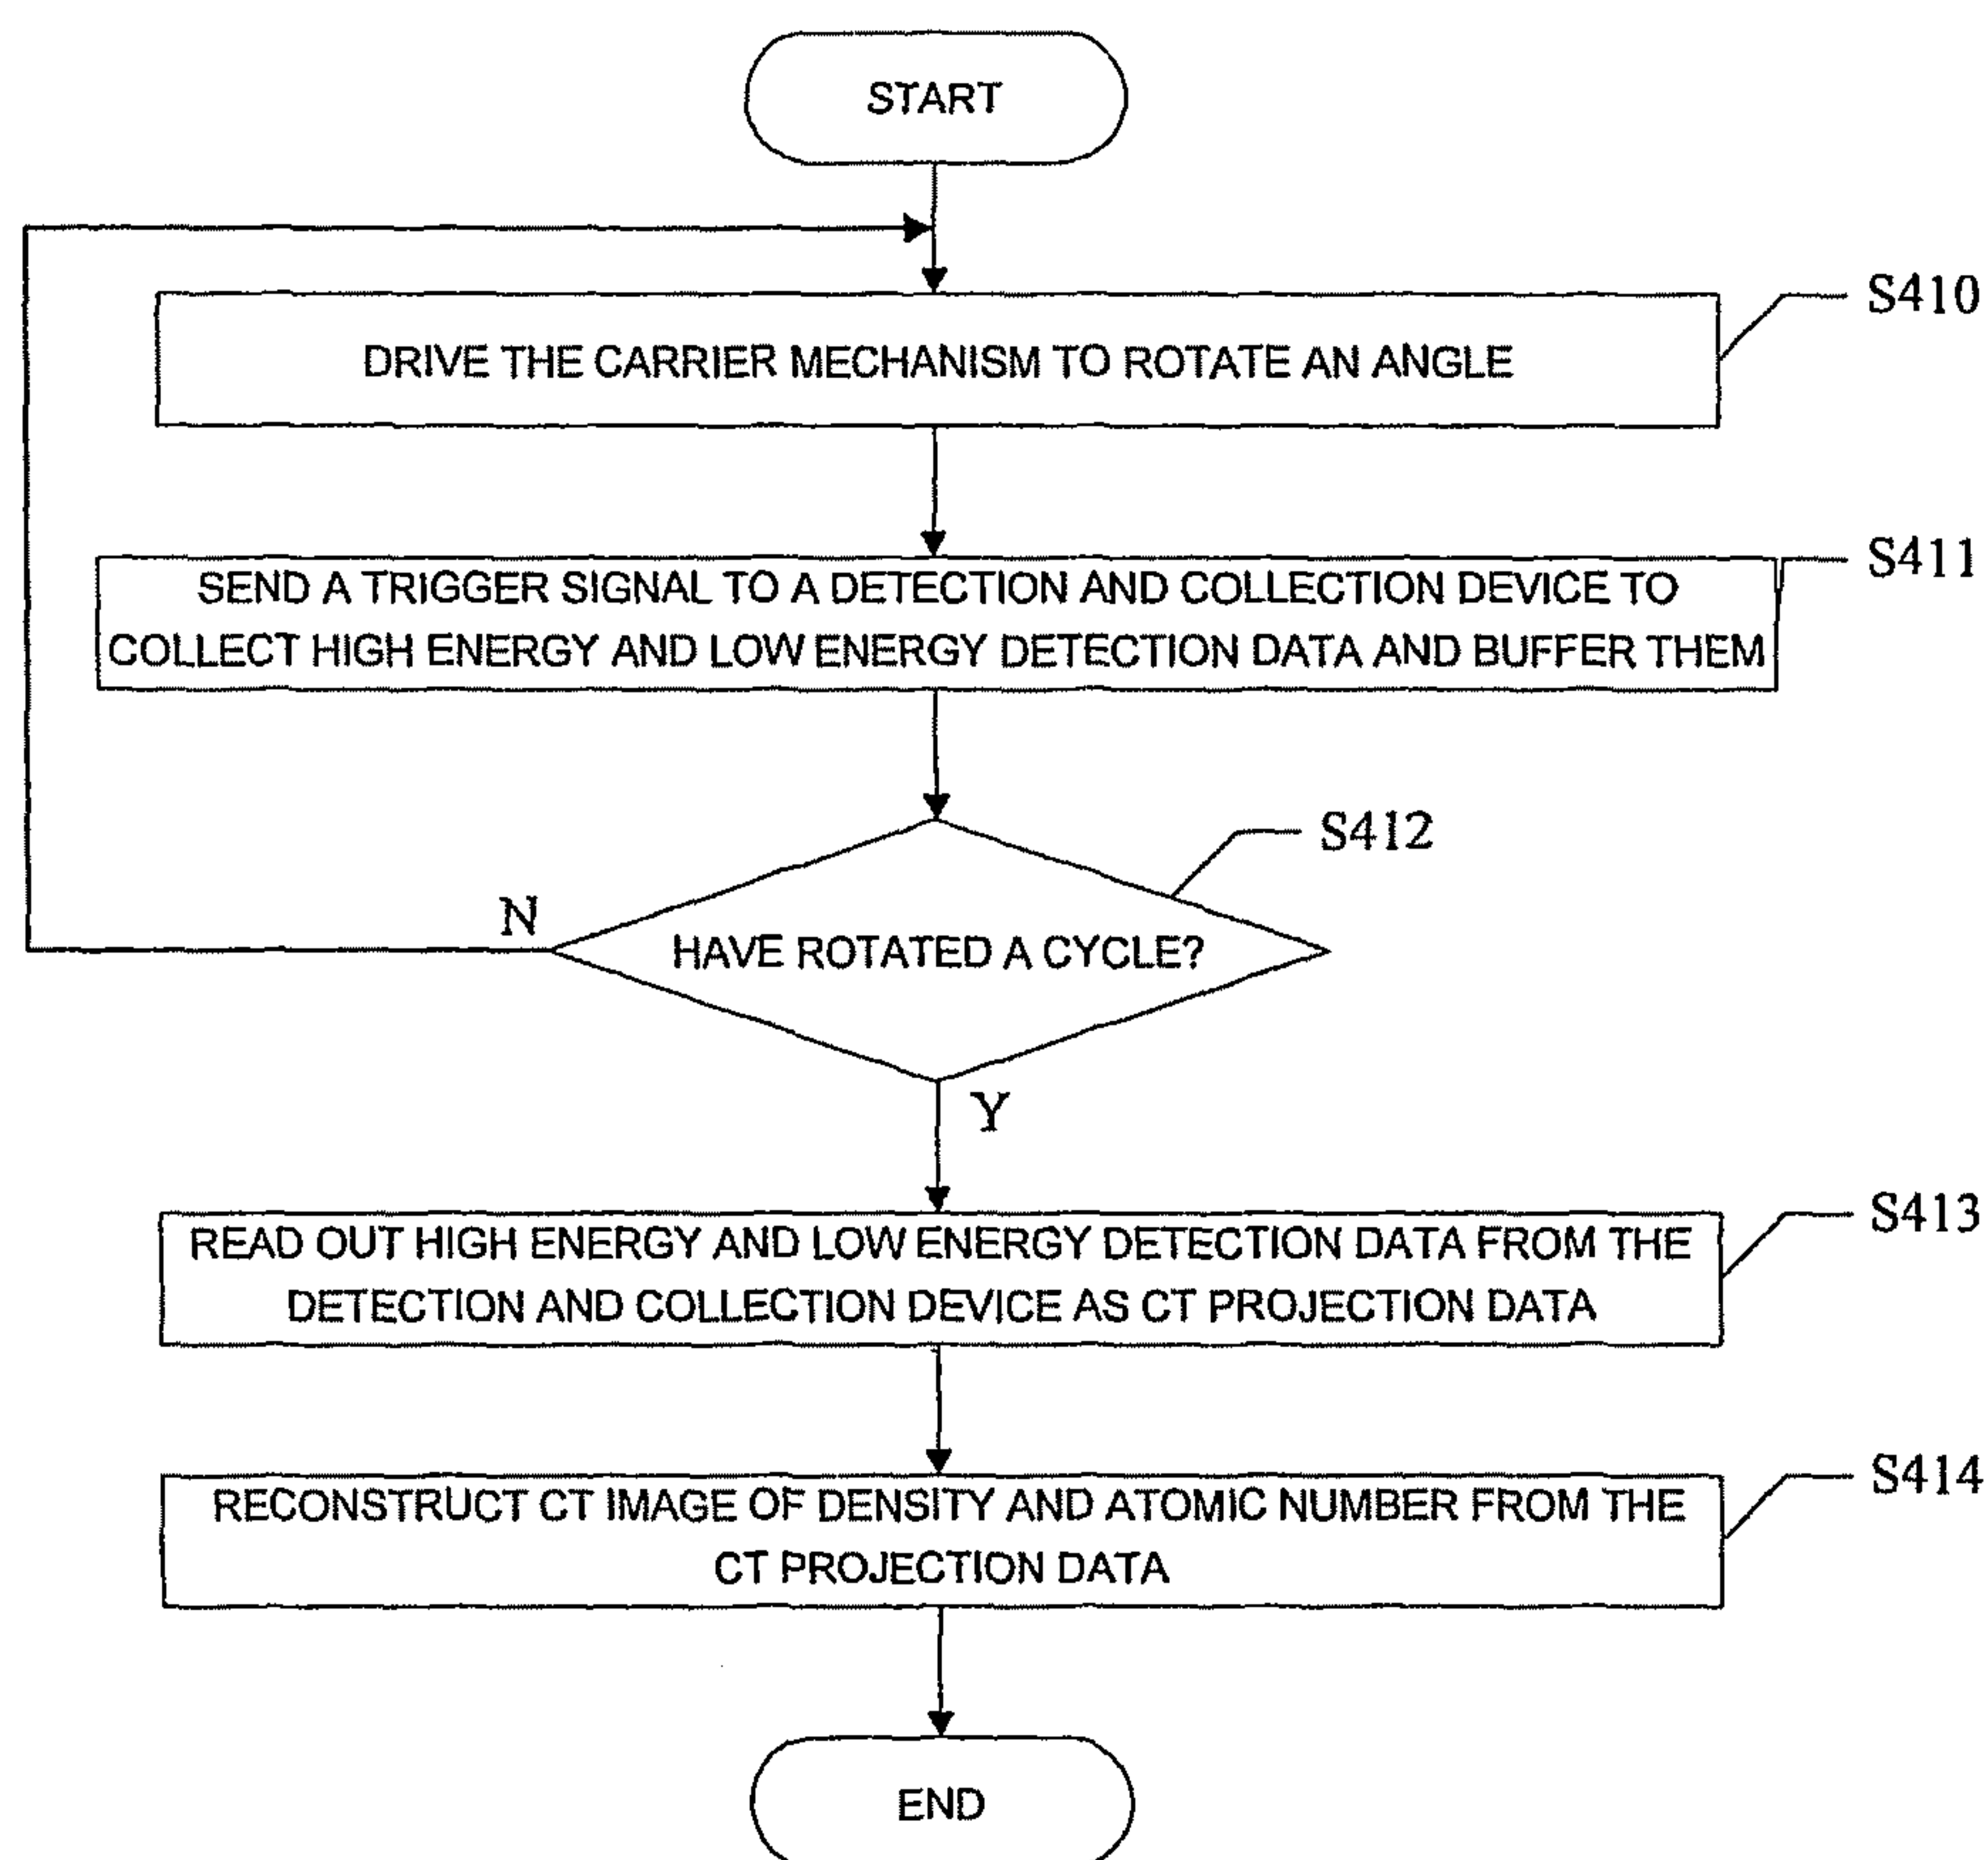 START
S410
DRIVE THE CARRIER MECHANISM TO ROTATE AN ANGLE
S411
SEND A TRIGGER SIGNAL TO A DETECTION AND COLLECTION DEVICE TO
COLLECT HIGH ENERGY AND LOW ENERGY DETECTION DATA AND BUFFER THEM
S412
N
HAVE ROTATED A CYCLE?
Y
S413
READ OUT HIGH ENERGY AND LOW ENERGY DETECTION DATA FROM THE
DETECTION AND COLLECTION DEVICE AS CT PROJECTION DATA
S414
RECONSTRUCT CT IMAGE OF DENSITY AND ATOMIC NUMBER FROM THE
CT PROJECTION DATA
END